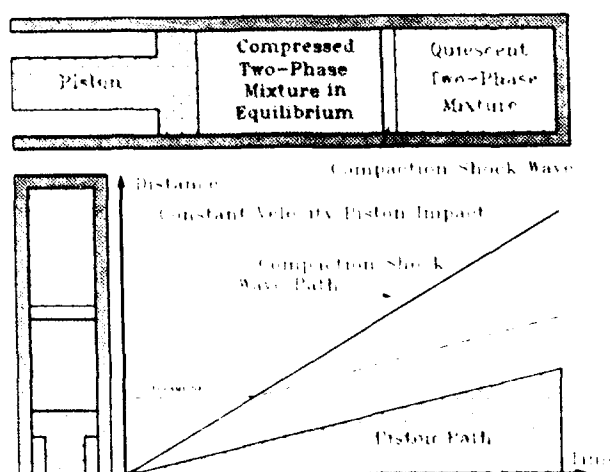 Piston
Compressed
Two-Phase
Mixture in
Equilibrium
Quiescent
Two-Phase
Mixture
Compaction Shock Wave
Distance
Constant Velocity Piston Impact
Compaction Shock
Wave Path
Piston Path
Time